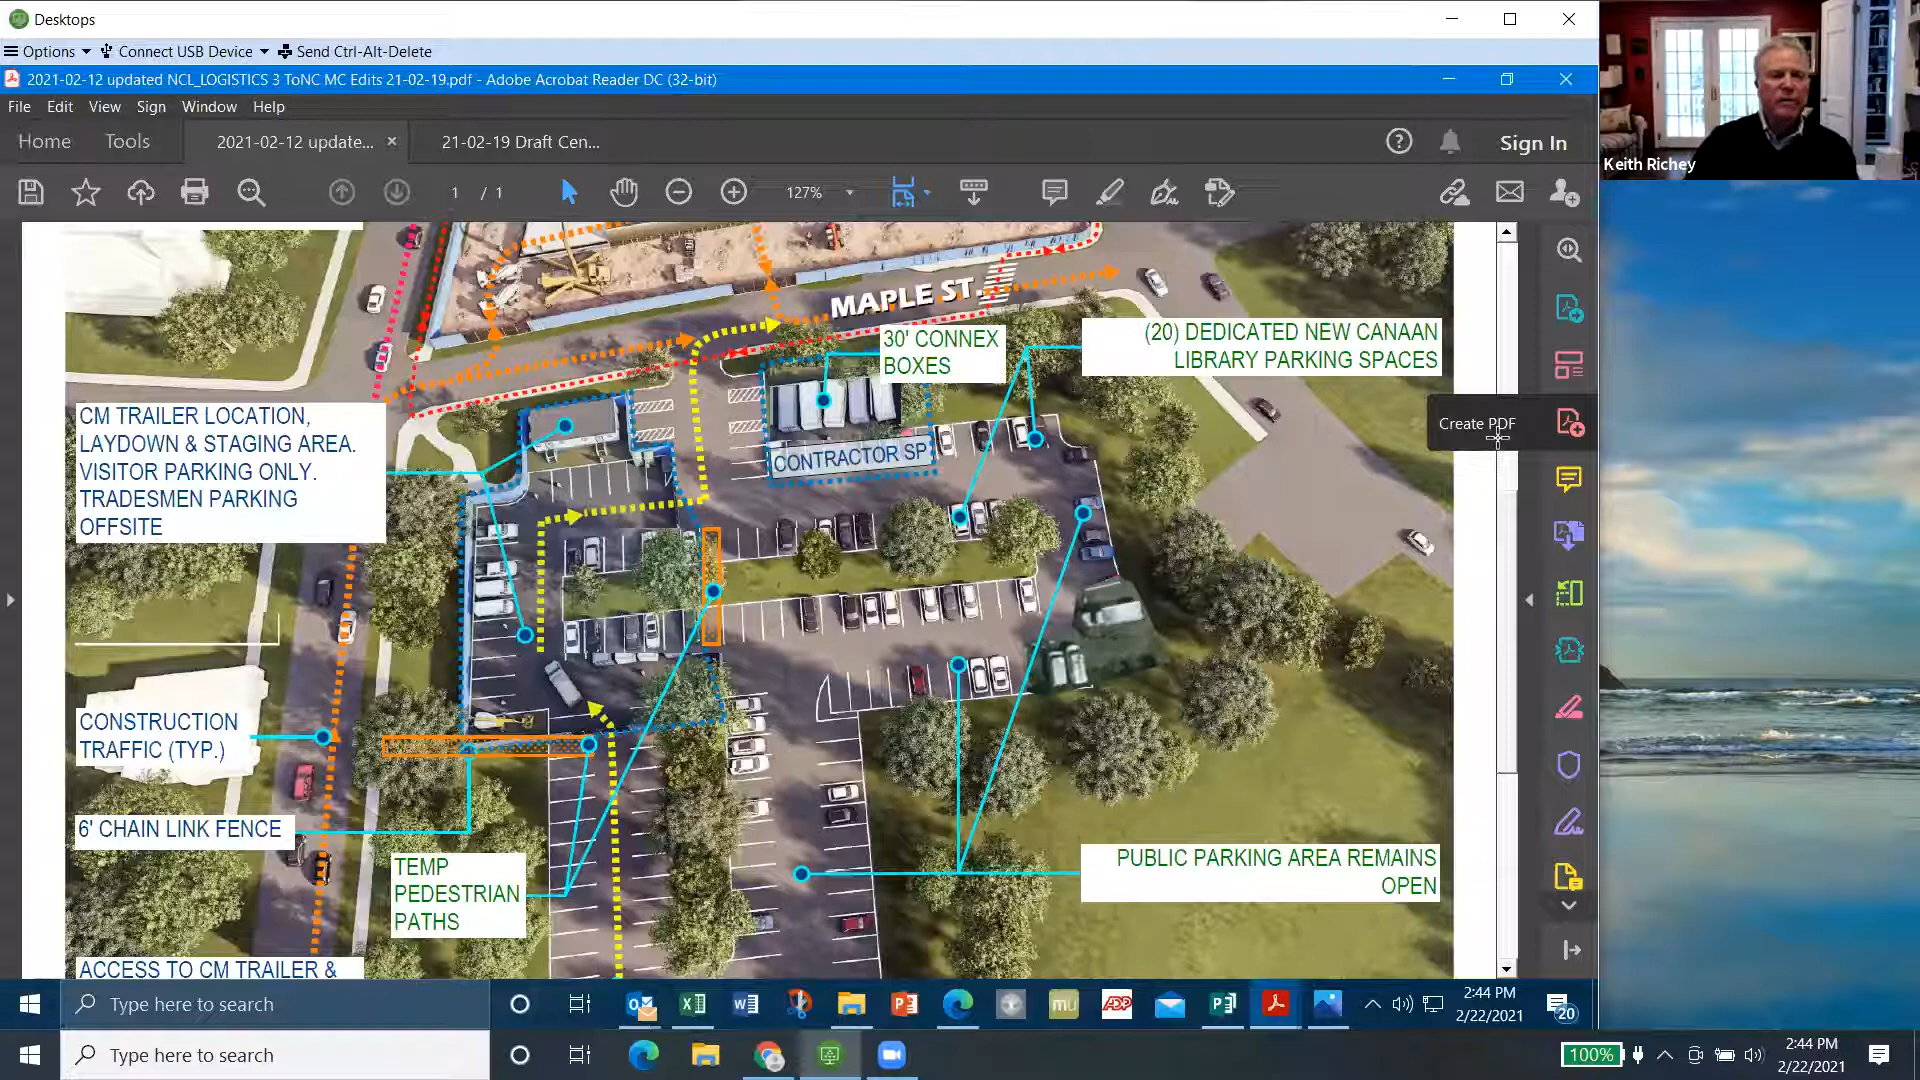 Desktops
Options
Connect USB Device
Send Ctrl-Alt-Delete
2021-02-12 updated NCL_LOGISTICS 3 ToNC MC Edits 21-02-19.pdf - Adobe Acrobat Reader DC (32-bit)
File Edit View Sign Window Help
Home
Tools
2021-02-12 update...
21-02-19 Draft Cen...
Sign In
1 / 1
127%
Keith Richey
MAPLE ST.
30' CONNEX
BOXES
(20) DEDICATED NEW CANAAN
LIBRARY PARKING SPACES
CM TRAILER LOCATION,
LAYDOWN & STAGING AREA.
VISITOR PARKING ONLY.
TRADESMEN PARKING
OFFSITE
CONTRACTOR SP
Create PDF
CONSTRUCTION
TRAFFIC (TYP.)
6' CHAIN LINK FENCE
TEMP
PEDESTRIAN
PATHS
PUBLIC PARKING AREA REMAINS
OPEN
ACCESS TO CM TRAILER &
Type here to search
mu
ADP
2:44 PM
2/22/2021
20
Type here to search
100%
2:44 PM
2/22/2021